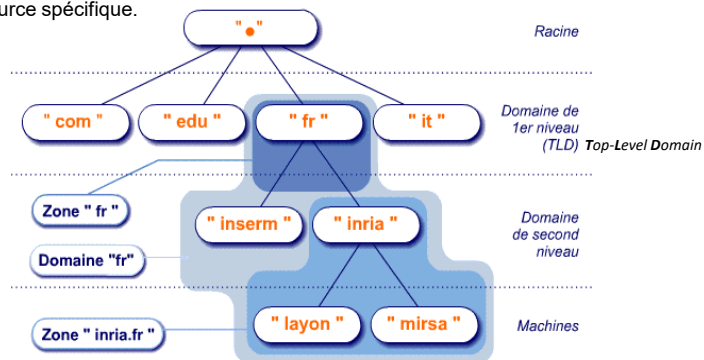 urce spécifique.
" ● "
Racine
" com "
" edu "
" fr "
" it "
Domaine de
1er niveau
(TLD) Top-Level Domain
Zone " fr "
" inserm "
" inria "
Domaine
de second
niveau
Domaine "fr"
Zone " inria.fr "
" layon "
" mirsa "
Machines